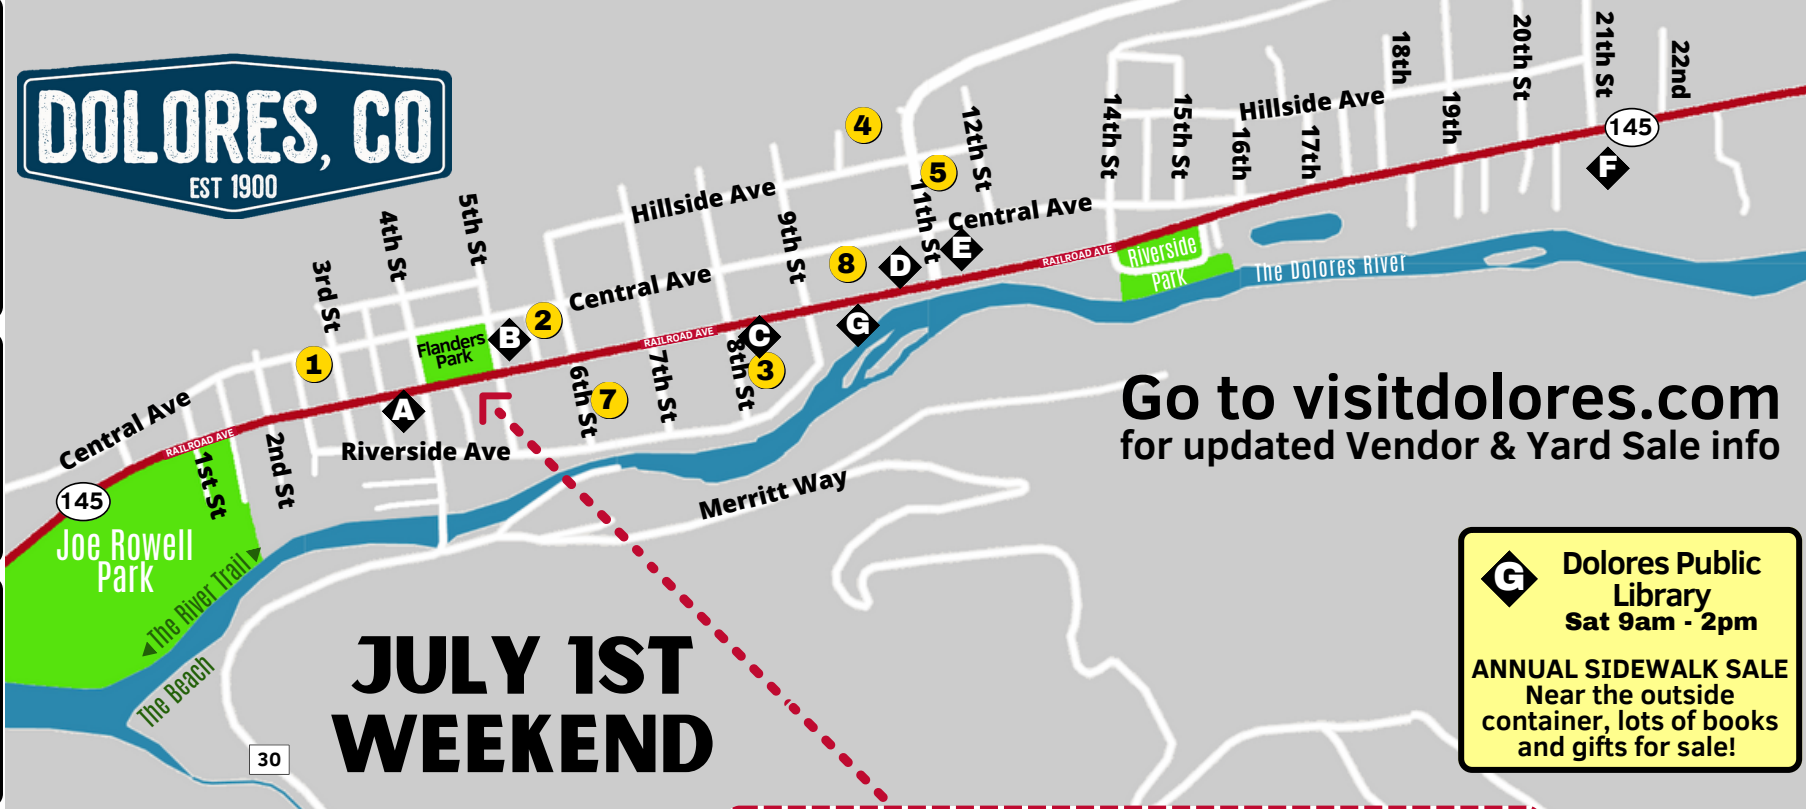 DOLORES, CO
EST 1900
4
5
8
D
E
2
B
1
A
C
3
G
7
F
3rd St
4th St
5th St
9th St
11th St
12th St
14th St
15th St
16th
17th
18th
19th
20th St
21th St
22nd
Hillside Ave
Hillside Ave
Central Ave
Central Ave
Central Ave
145
RAILROAD AVE
RAILROAD AVE
RAILROAD AVE
Flanders
Park
Riverside
Park
The Dolores River
Riverside Ave
6th St
7th St
8th St
1st St
2nd St
145
Joe Rowell
Park
◀The River Trail▶
The Beach
Merritt Way
30
Go to visitdolores.com
for updated Vendor & Yard Sale info
JULY 1ST
WEEKEND
G
Dolores Public
Library
Sat 9am - 2pm
ANNUAL SIDEWALK SALE
Near the outside
container, lots of books
and gifts for sale!